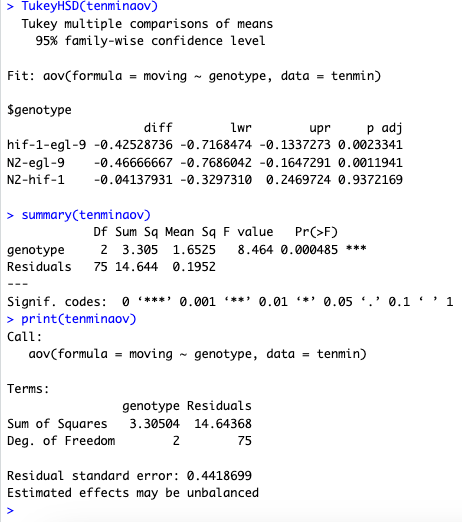 > TukeyHSD(tenminaov)
  Tukey multiple comparisons of means
    95% family-wise confidence level

Fit: aov(formula = moving ~ genotype, data = tenmin)

$genotype
                   diff        lwr        upr     p adj
hif-1-egl-9 -0.42528736 -0.7168474 -0.1337273 0.0023341
N2-egl-9    -0.46666667 -0.7686042 -0.1647291 0.0011941
N2-hif-1    -0.04137931 -0.3297310  0.2469724 0.9372169

> summary(tenminaov)
            Df Sum Sq Mean Sq F value   Pr(>F)
genotype     2  3.305  1.6525   8.464 0.000485 ***
Residuals   75 14.644  0.1952
---
Signif. codes:  0 ‘***’ 0.001 ‘**’ 0.01 ‘*’ 0.05 ‘.’ 0.1 ‘ ’ 1
> print(tenminaov)
Call:
   aov(formula = moving ~ genotype, data = tenmin)

Terms:
                genotype Residuals
Sum of Squares   3.30504  14.64368
Deg. of Freedom        2        75

Residual standard error: 0.4418699
Estimated effects may be unbalanced
>